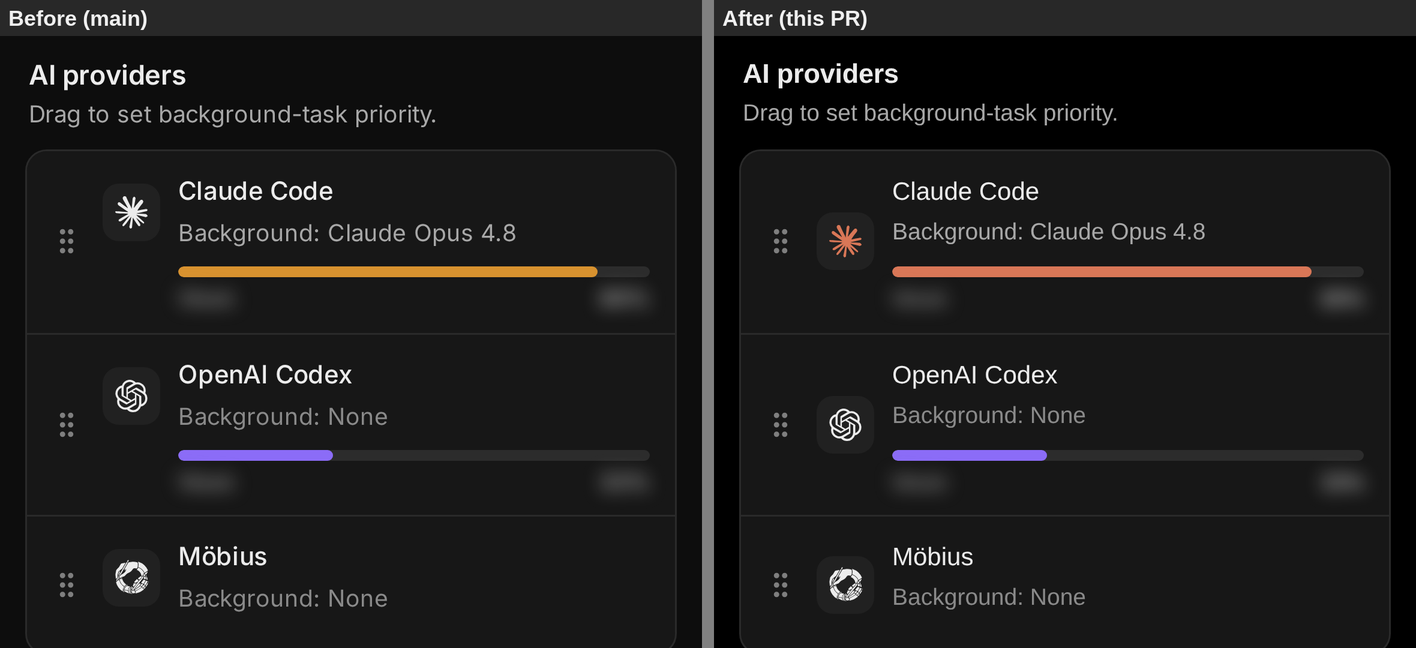 Before (main)
AI providers
Drag to set background-task priority.
Claude Code
Background: Claude Opus 4.8
OpenAI Codex
Background: None
Möbius
Background: None
After (this PR)
AI providers
Drag to set background-task priority.
Claude Code
Background: Claude Opus 4.8
OpenAI Codex
Background: None
Möbius
Background: None